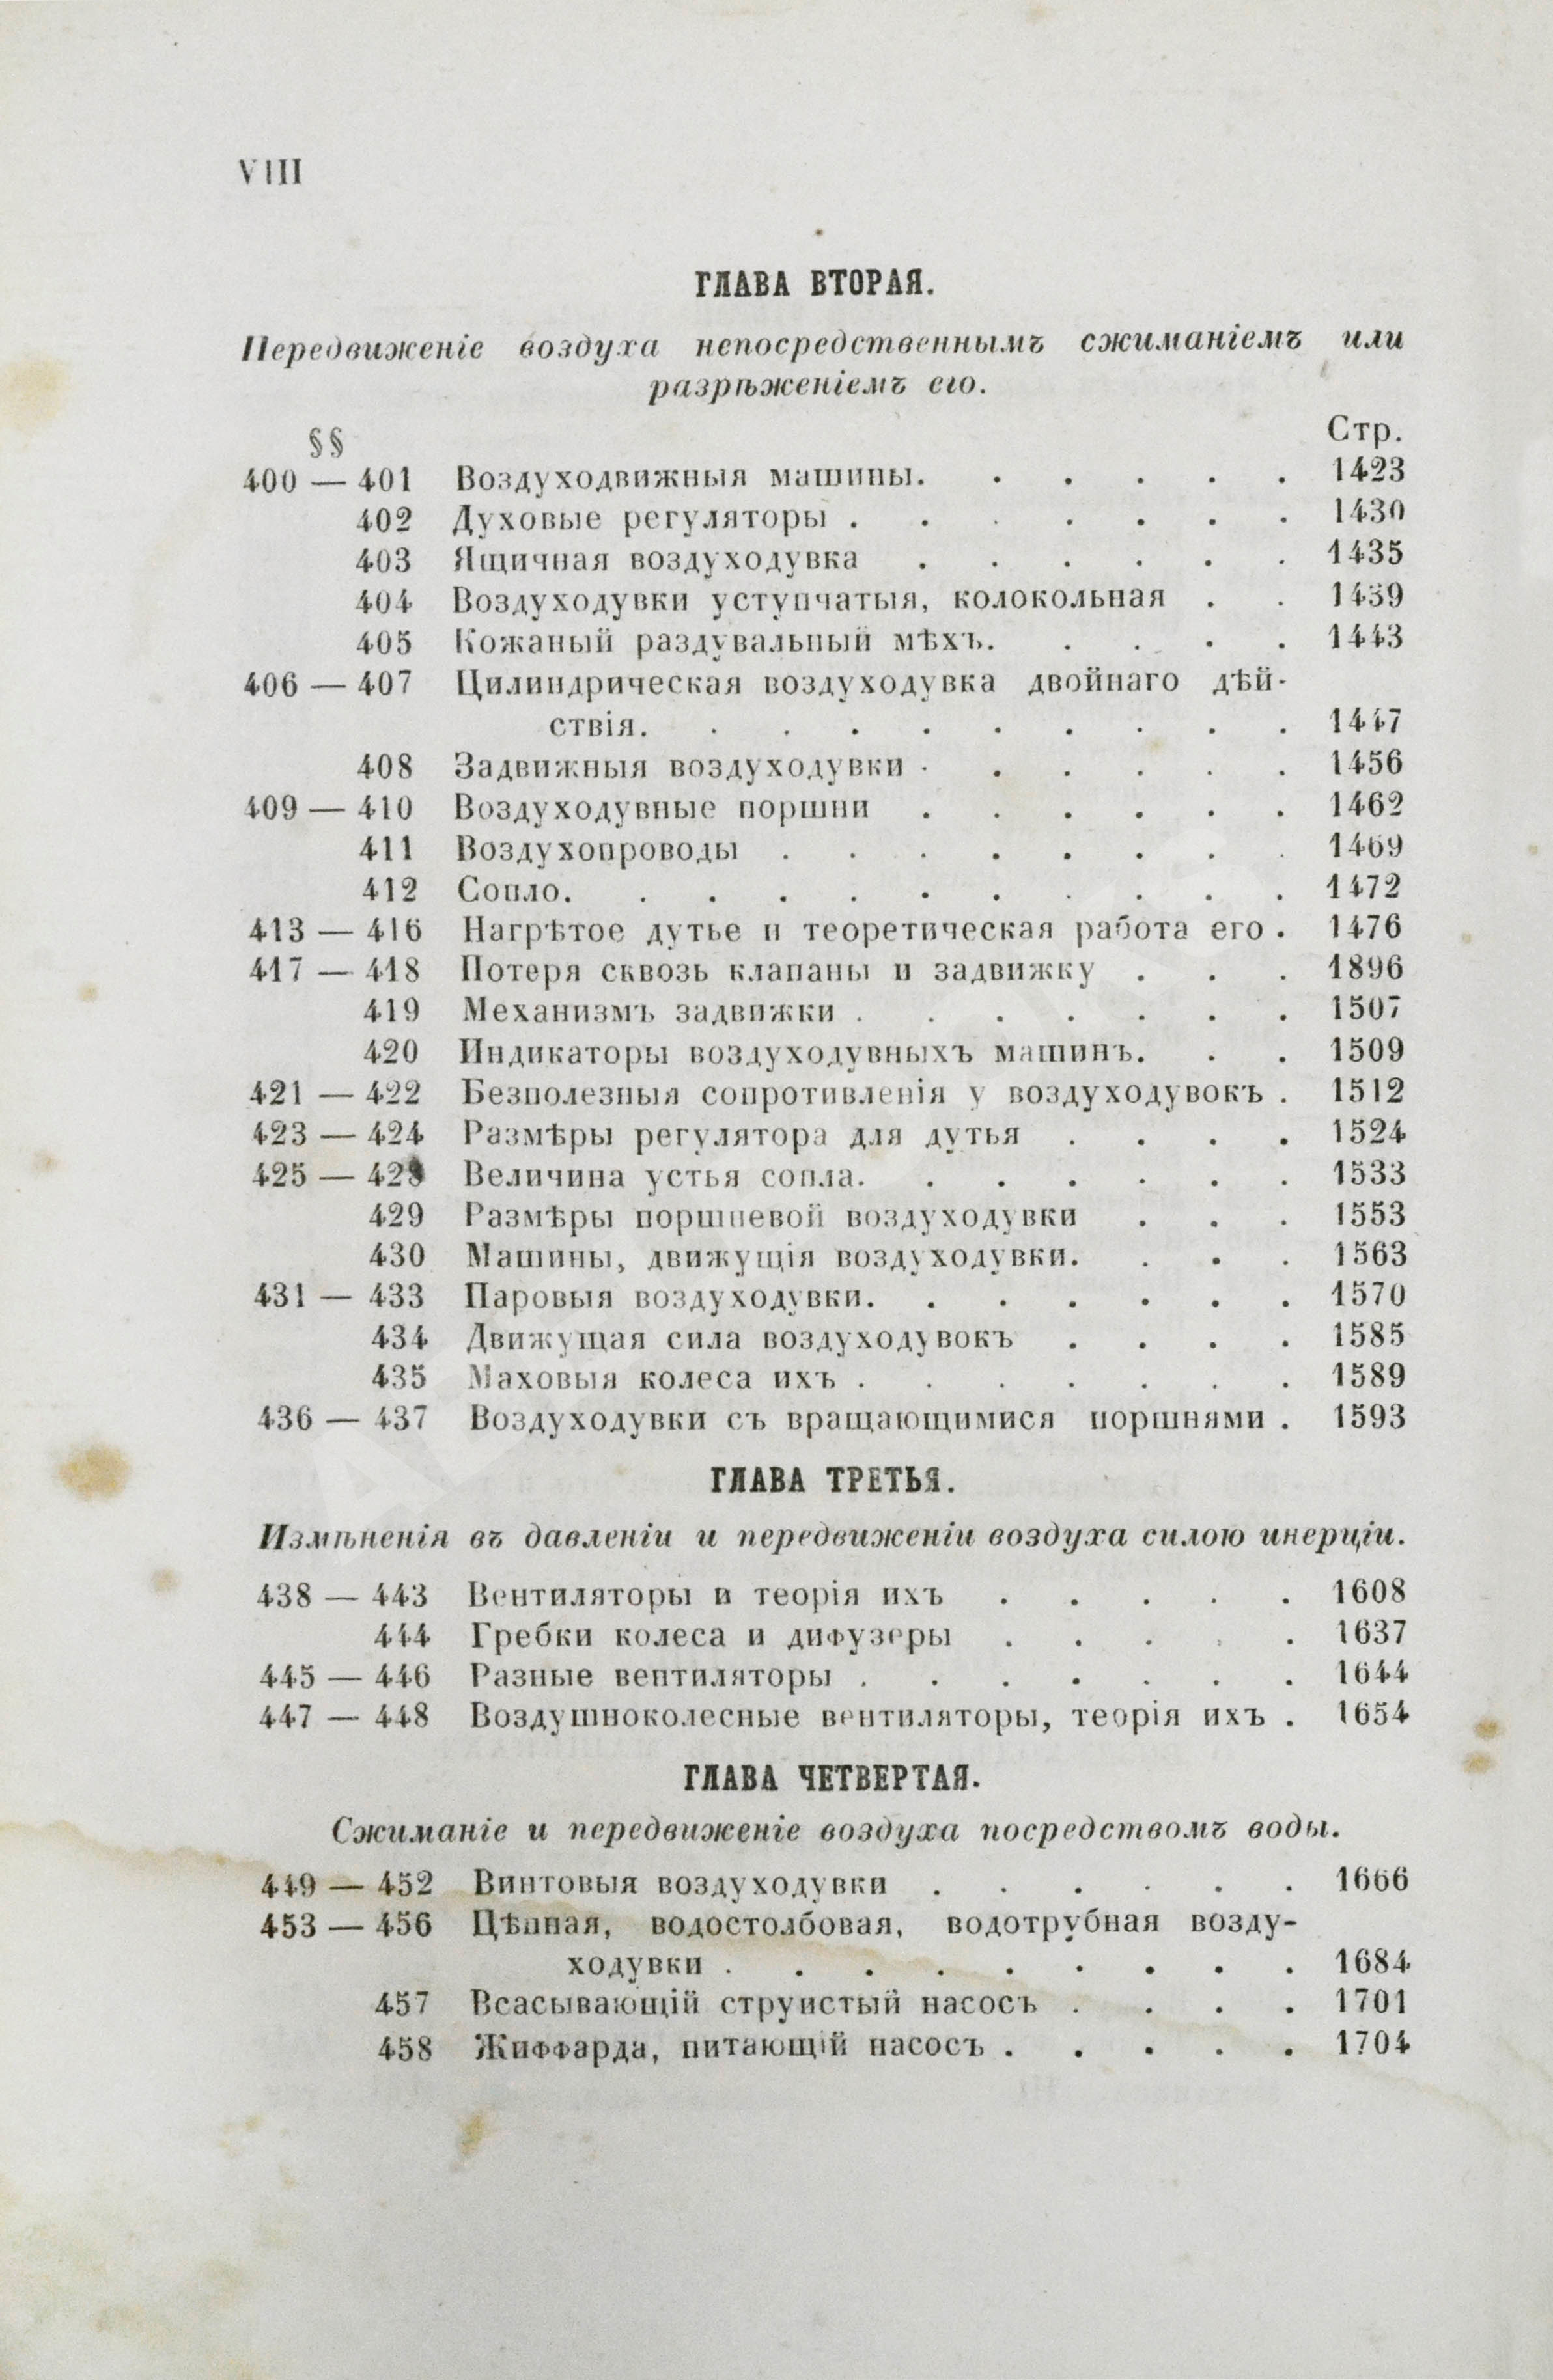 VIII
ГЛАВА ВТОРАЯ.
Передвиженіе воздуха непосредственнымъ сжиманіемъ или
разрѣженіемъ его.
§§ Стр.
400 — 401 Воздуходвижныя машины. . . . . . 1423
402 Духовые регуляторы . . . . . . . 1430
403 Ящичная воздуходувка . . . . . . 1435
404 Воздуходувки уступчатыя, колокольная . . 1439
405 Кожаный раздувальный мѣхъ. . . . . 1443
406 — 407 Цилиндрическая воздуходувка двойнаго дѣй-
ствія. . . . . . . . . . 1447
408 Задвижныя воздуходувки . . . . . . 1456
409 — 410 Воздуходувные поршни . . . . . . 1462
411 Воздухопроводы . . . . . . . . 1469
412 Сопло. . . . . . . . . . . 1472
413 — 416 Нагрѣтое дутье и теоретическая работа его . 1476
417 — 418 Потеря сквозь клапаны и задвижку . . . 1896
419 Механизмъ задвижки . . . . . . . 1507
420 Индикаторы воздуходувныхъ машинъ. . . 1509
421 — 422 Безполезныя сопротивленія у воздуходувокъ . 1512
423 — 424 Размѣры регулятора для дутья . . . . 1524
425 — 428 Величина устья сопла. . . . . . . 1533
429 Размѣры поршневой воздуходувки . . . 1553
430 Машины, движущія воздуходувки. . . . 1563
431 — 433 Паровыя воздуходувки. . . . . . . 1570
434 Движущая сила воздуходувокъ . . . . 1585
435 Маховыя колеса ихъ . . . . . . . 1589
436 — 437 Воздуходувки съ вращающимися поршнями . 1593
ГЛАВА ТРЕТЬЯ.
Измѣненія въ давленіи и передвиженіи воздуха силою инерціи.
438 — 443 Вентиляторы и теорія ихъ . . . . . 1608
444 Гребки колеса и дифузеры . . . . . 1637
445 — 446 Разные вентиляторы . . . . . . . 1644
447 — 448 Воздушноколесные вентиляторы, теорія ихъ . 1654
ГЛАВА ЧЕТВЕРТАЯ.
Сжиманіе и передвиженіе воздуха посредствомъ воды.
449 — 452 Винтовыя воздуходувки . . . . . . 1666
453 — 456 Цѣпная, водостолбовая, водотрубная возду-
ходувки . . . . . . . . . 1684
457 Всасывающій струистый насосъ . . . . 1701
458 Жиффарда, питающій насосъ . . . . . 1704